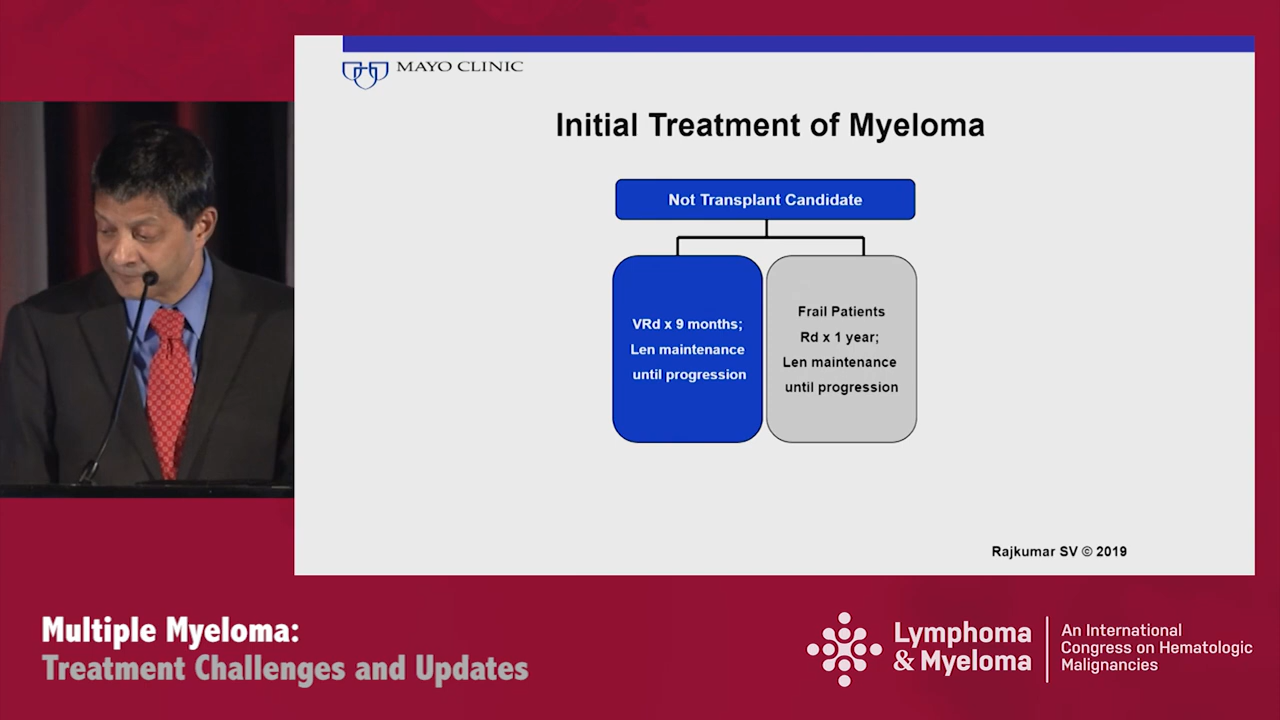 MAYO CLINIC
Initial Treatment of Myeloma
Not Transplant Candidate
VRd x 9 months;
Len maintenance
until progression
Frail Patients
Rd x 1 year;
Len maintenance
until progression
Rajkumar SV © 2019
Multiple Myeloma:
Treatment Challenges and Updates
Lymphoma
& Myeloma
An International
Congress on Hematologic
Malignancies